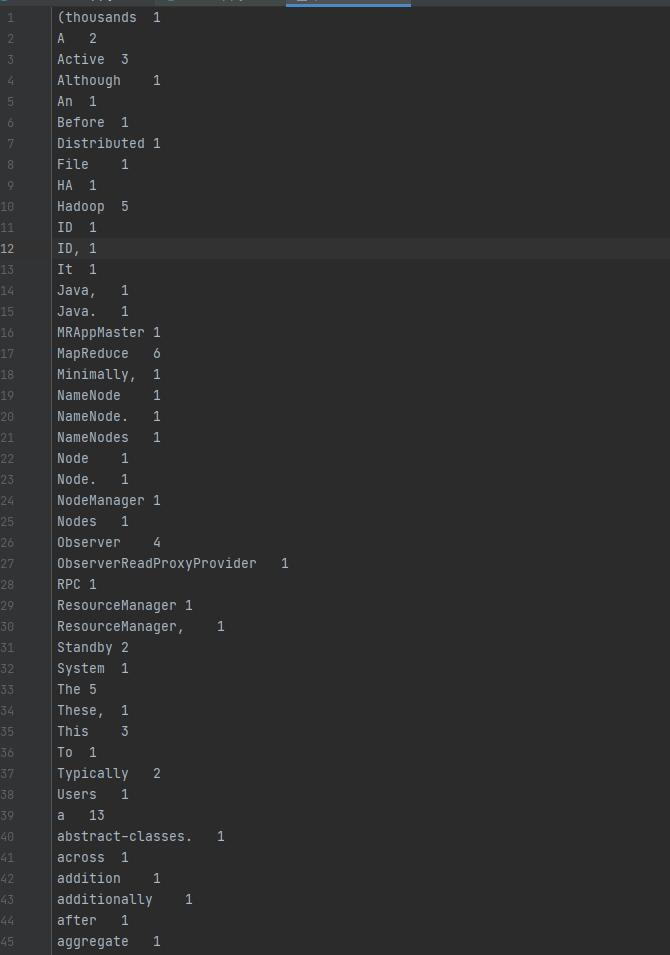 1 (thousands 1
2 A 2
3 Active 3
4 Although 1
5 An 1
6 Before 1
7 Distributed 1
8 File 1
9 HA 1
10 Hadoop 5
11 ID 1
12 ID, 1
13 It 1
14 Java, 1
15 Java. 1
16 MRAppMaster 1
17 MapReduce 6
18 Minimally, 1
19 NameNode 1
20 NameNode. 1
21 NameNodes 1
22 Node 1
23 Node. 1
24 NodeManager 1
25 Nodes 1
26 Observer 4
27 ObserverReadProxyProvider 1
28 RPC 1
29 ResourceManager 1
30 ResourceManager, 1
31 Standby 2
32 System 1
33 The 5
34 These, 1
35 This 3
36 To 1
37 Typically 2
38 Users 1
39 a 13
40 abstract-classes. 1
41 across 1
42 addition 1
43 additionally 1
44 after 1
45 aggregate 1